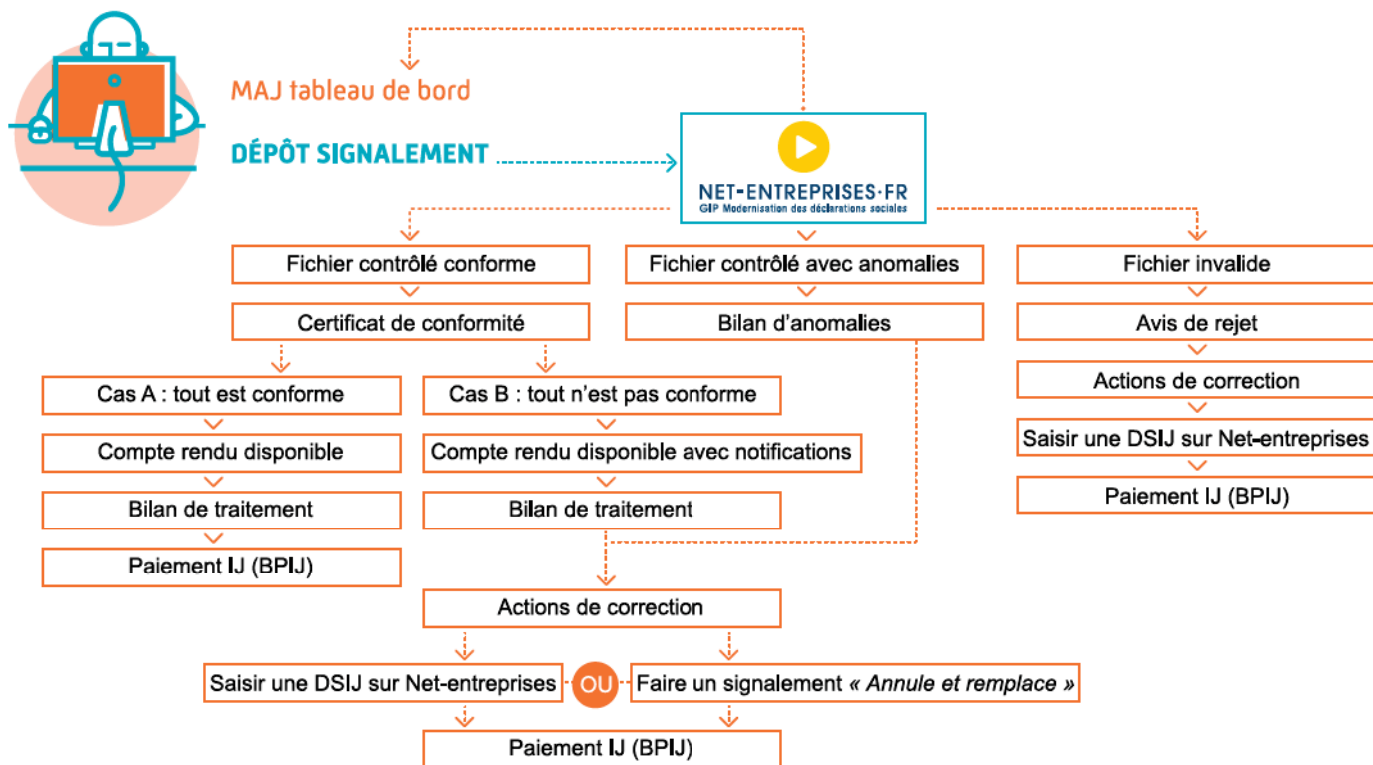 MAJ tableau de bord
DÉPÔT SIGNALEMENT
NET-ENTREPRISES·FR
GIP Modernisation des déclarations sociales
Fichier contrôlé conforme
Fichier contrôlé avec anomalies
Fichier invalide
Certificat de conformité
Bilan d'anomalies
Avis de rejet
Cas A : tout est conforme
Cas B : tout n'est pas conforme
Actions de correction
Compte rendu disponible
Compte rendu disponible avec notifications
Saisir une DSIJ sur Net-entreprises
Bilan de traitement
Bilan de traitement
Paiement IJ (BPIJ)
Paiement IJ (BPIJ)
Actions de correction
Saisir une DSIJ sur Net-entreprises
OU
Faire un signalement « Annule et remplace »
Paiement IJ (BPIJ)